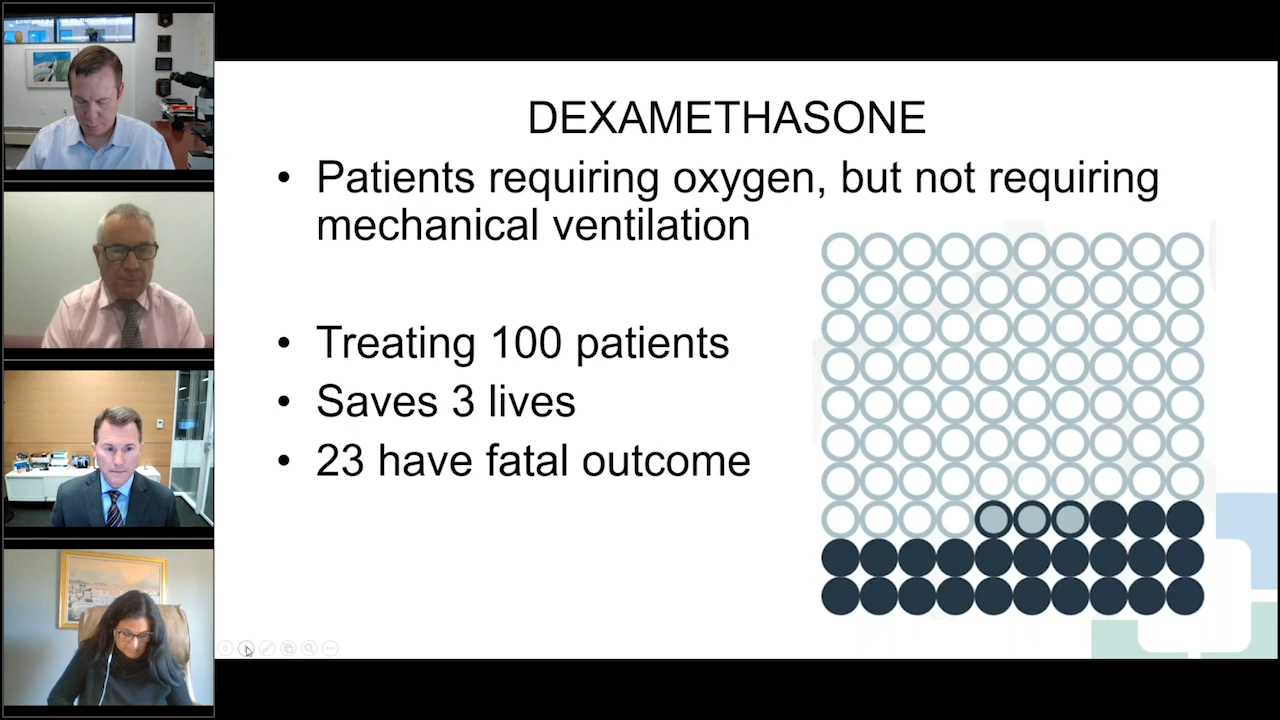 DEXAMETHASONE
• Patients requiring oxygen, but not requiring
mechanical ventilation
• Treating 100 patients
• Saves 3 lives
• 23 have fatal outcome